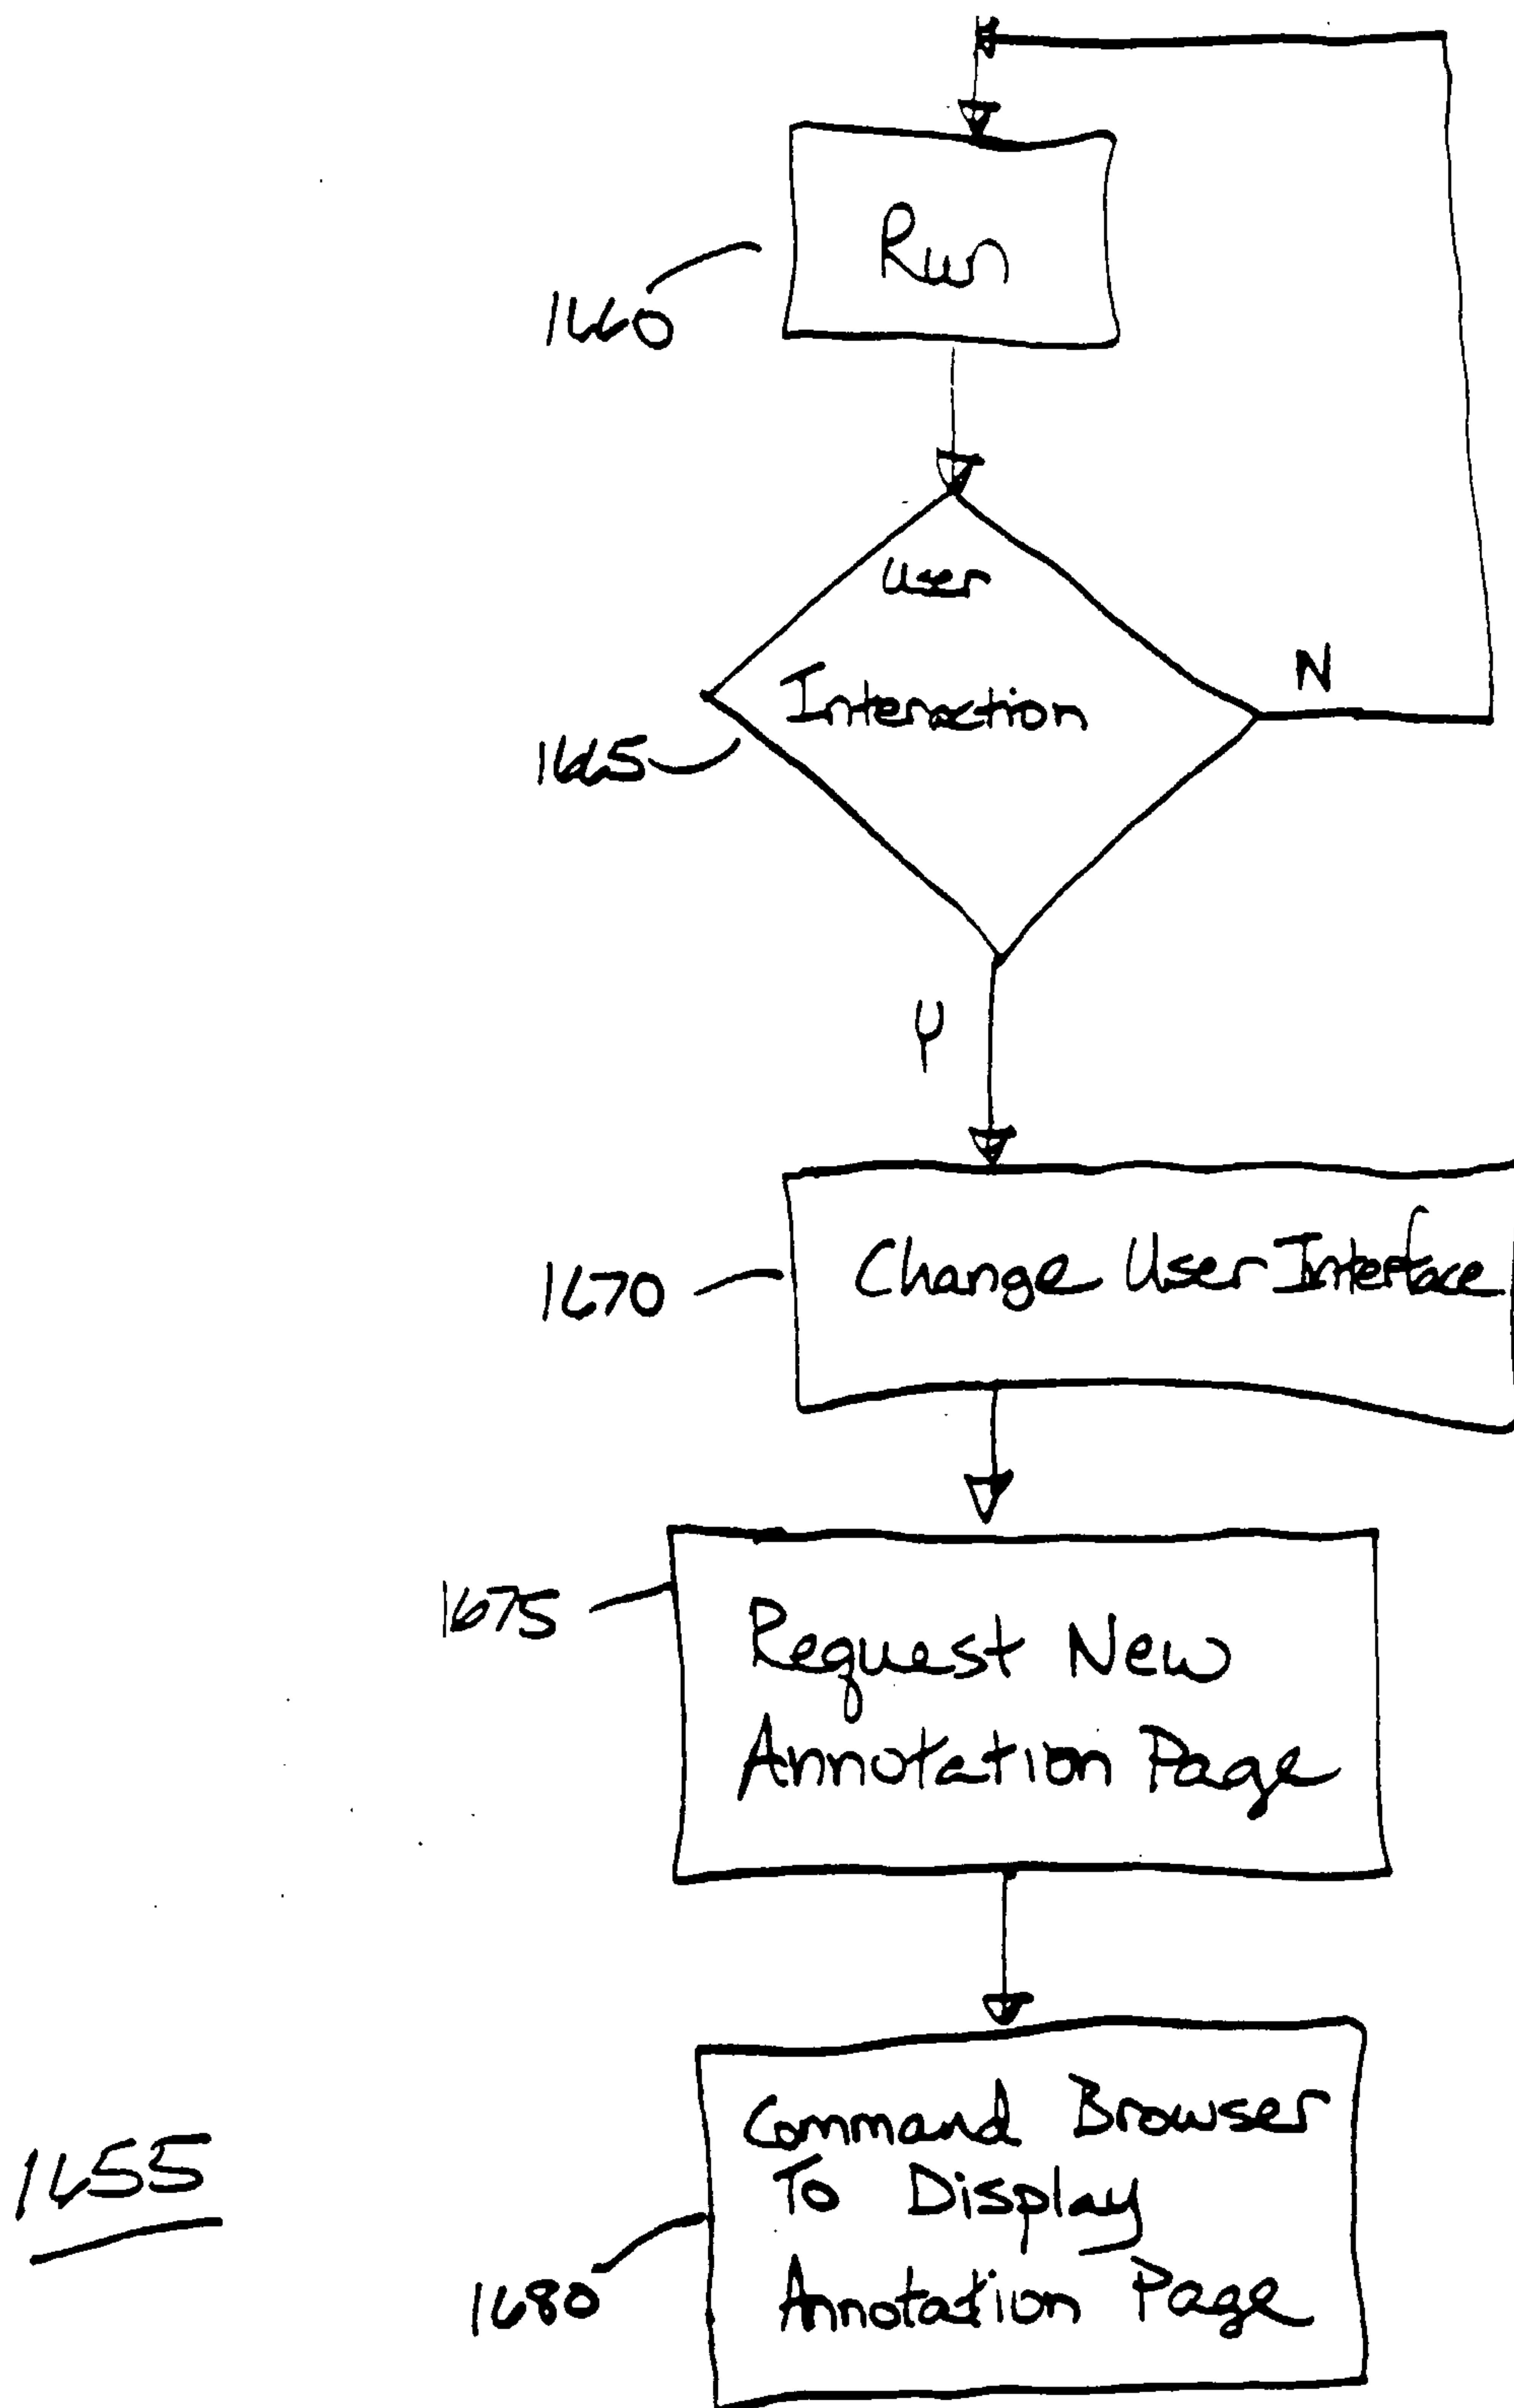 Run
1660
User
Interaction
N
1665
Y
Change User Interface
1670
1675
Request New
Annotation Page
Command Browser
To Display
Annotation Page
1655
1680